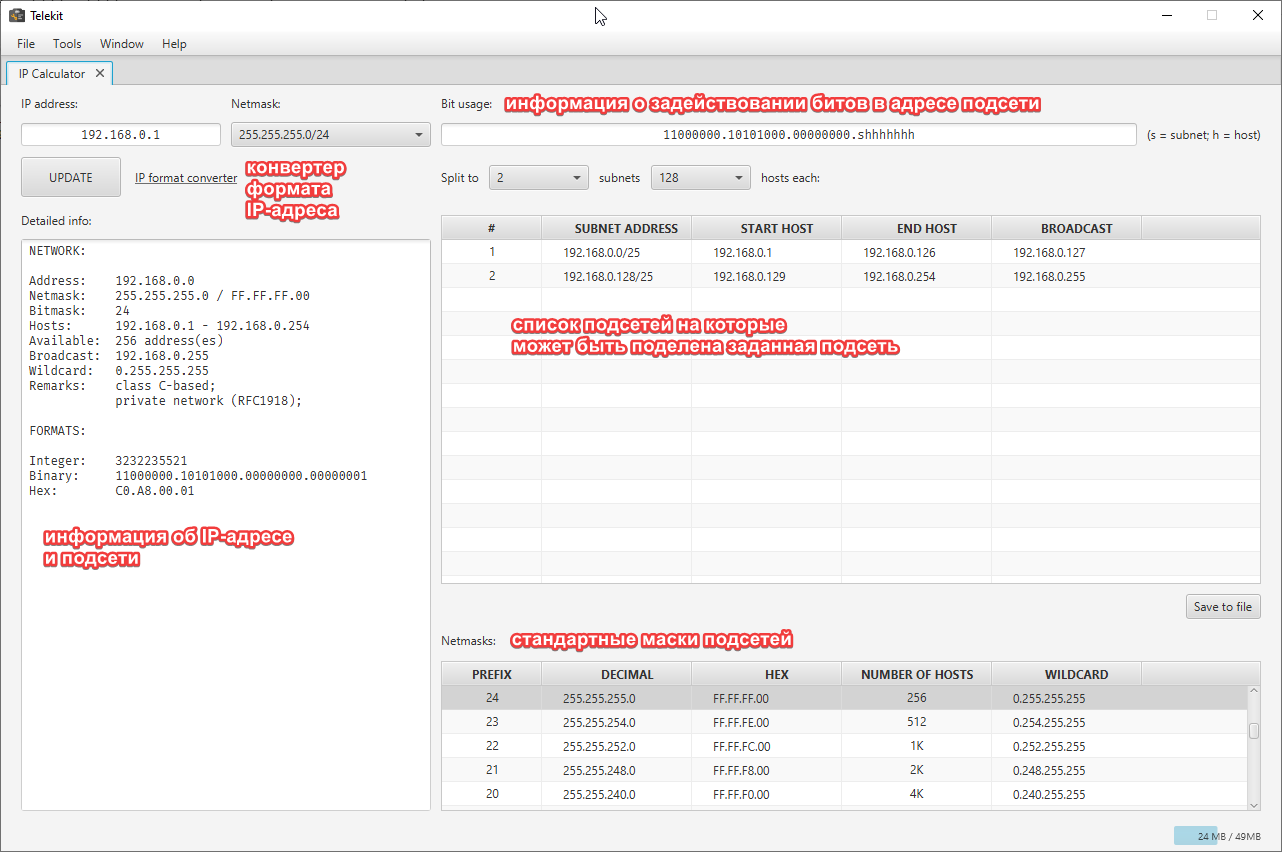 Telekit
File Tools Window Help
IP Calculator
IP address:
Netmask:
192.168.0.1
255.255.255.0/24
UPDATE
IP format converter
конвертер
формата
IP-адреса
Detailed info:
NETWORK:
Address: 192.168.0.0
Netmask: 255.255.255.0 / FF.FF.FF.00
Bitmask: 24
Hosts: 192.168.0.1 - 192.168.0.254
Available: 256 address(es)
Broadcast: 192.168.0.255
Wildcard: 0.255.255.255
Remarks: class C-based;
private network (RFC1918);
FORMATS:
Integer: 3232235521
Binary: 11000000.10101000.00000000.00000001
Hex: C0.A8.00.01
информация об IP-адресе
и подсети
Bit usage:
информация о задействовании битов в адресе подсети
11000000.10101000.00000000.shhhhhhh
(s = subnet; h = host)
Split to 2 subnets 128 hosts each:
# SUBNET ADDRESS START HOST END HOST BROADCAST
1 192.168.0.0/25 192.168.0.1 192.168.0.126 192.168.0.127
2 192.168.0.128/25 192.168.0.129 192.168.0.254 192.168.0.255
список подсетей на которые
может быть поделена заданная подсеть
Save to file
Netmasks:
стандартные маски подсетей
PREFIX DECIMAL HEX NUMBER OF HOSTS WILDCARD
24 255.255.255.0 FF.FF.FF.00 256 0.255.255.255
23 255.255.254.0 FF.FF.FE.00 512 0.254.255.255
22 255.255.252.0 FF.FF.FC.00 1K 0.252.255.255
21 255.255.248.0 FF.FF.F8.00 2K 0.248.255.255
20 255.255.240.0 FF.FF.F0.00 4K 0.240.255.255
24 MB / 49MB